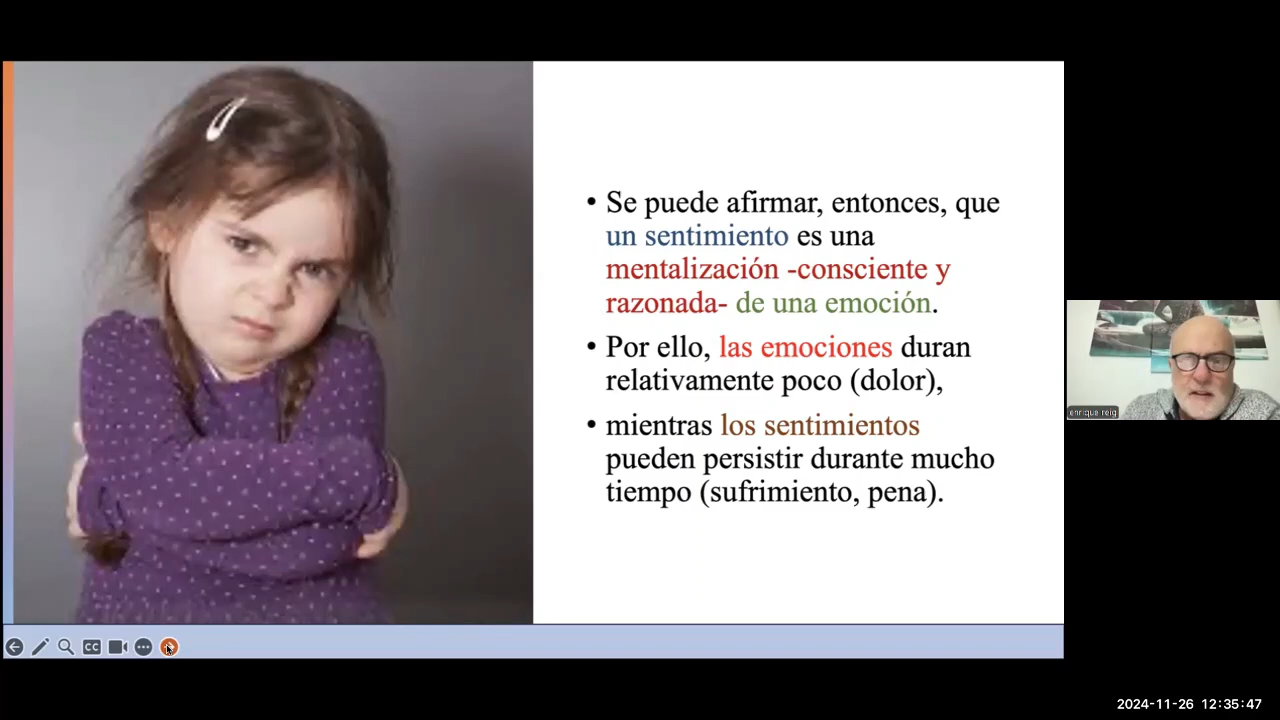 • Se puede afirmar, entonces, que
un sentimiento es una
mentalización -consciente y
razonada- de una emoción.
• Por ello, las emociones duran
relativamente poco (dolor),
• mientras los sentimientos
pueden persistir durante mucho
tiempo (sufrimiento, pena).
enrique reig
CC
2024-11-26 12:35:47